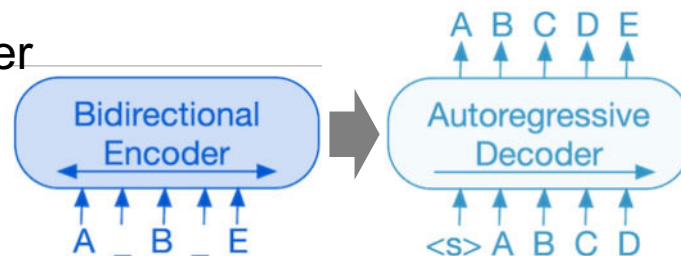 er
Bidirectional
Encoder
A _ B _ E
A B C D E
Autoregressive
Decoder
<s> A B C D